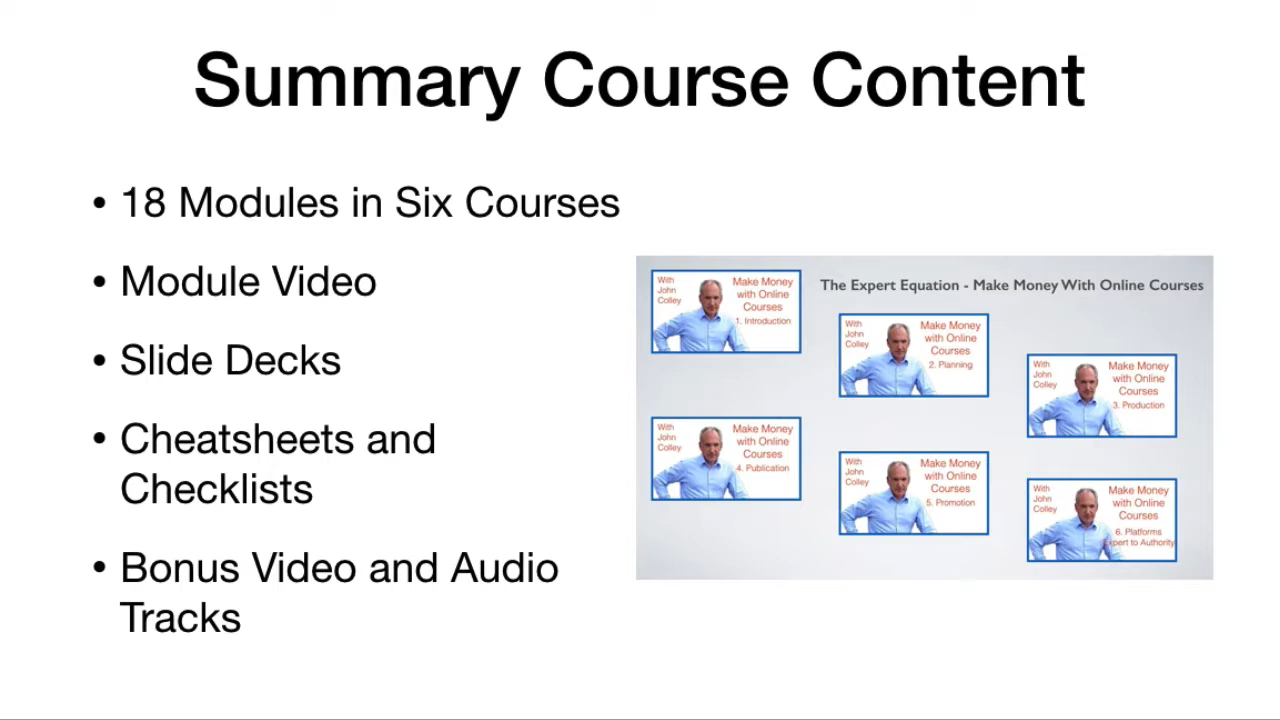 Summary Course Content
• 18 Modules in Six Courses
• Module Video
• Slide Decks
• Cheatsheets and
Checklists
• Bonus Video and Audio
Tracks
The Expert Equation - Make Money With Online Courses
With
John
Colley
Make Money
with Online
Courses
1. Introduction
With
John
Colley
Make Money
with Online
Courses
2. Planning
With
John
Colley
Make Money
with Online
Courses
3. Production
With
John
Colley
Make Money
with Online
Courses
4. Publication
With
John
Colley
Make Money
with Online
Courses
5. Promotion
With
John
Colley
Make Money
with Online
Courses
6. Platforms
xpert to Authority